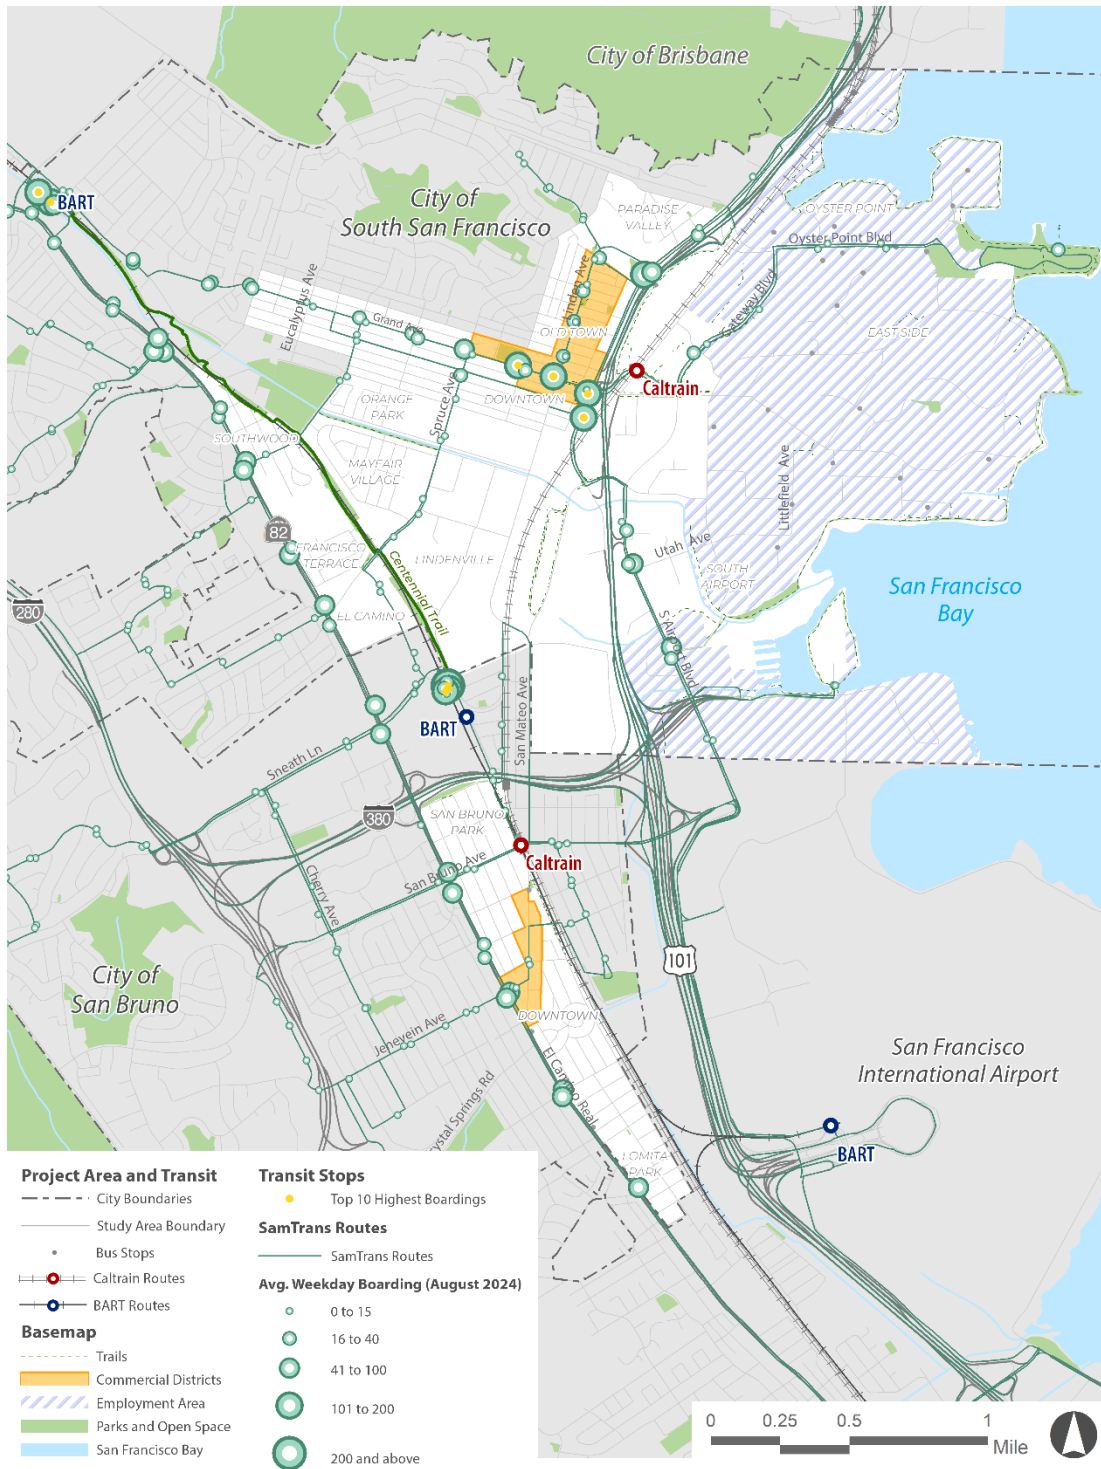 City of Brisbane
BART
City of
South San Francisco
PARADISE
VALLEY
OYSTER POINT
Oyster Point Blvd
Linden Ave
Gateway Blvd
Eucalyptus Ave
Grand Ave
OLD TOWN
EAST SIDE
Caltrain
ORANGE
PARK
Spruce Ave
DOWNTOWN
SOUTHWOOD
MAYFAIR
VILLAGE
Littlefield Ave
82
FRANCISCO
TERRACE
Centennial Trail
LINDENVILLE
Utah Ave
SOUTH
AIRPORT
San Francisco
Bay
280
EL CAMINO
S Airport Blvd
BART
San Mateo Ave
Sneath Ln
380
SAN BRUNO
PARK
Caltrain
San Bruno Ave
Cherry Ave
101
City of
San Bruno
DOWNTOWN
Jenevein Ave
El Camino Real
San Francisco
International Airport
Crystal Springs Rd
BART
LOMITA
PARK
Project Area and Transit
City Boundaries
Study Area Boundary
Bus Stops
Caltrain Routes
BART Routes
Basemap
Trails
Commercial Districts
Employment Area
Parks and Open Space
San Francisco Bay
Transit Stops
Top 10 Highest Boardings
SamTrans Routes
SamTrans Routes
Avg. Weekday Boarding (August 2024)
0 to 15
16 to 40
41 to 100
101 to 200
200 and above
0 0.25 0.5 1
Mile